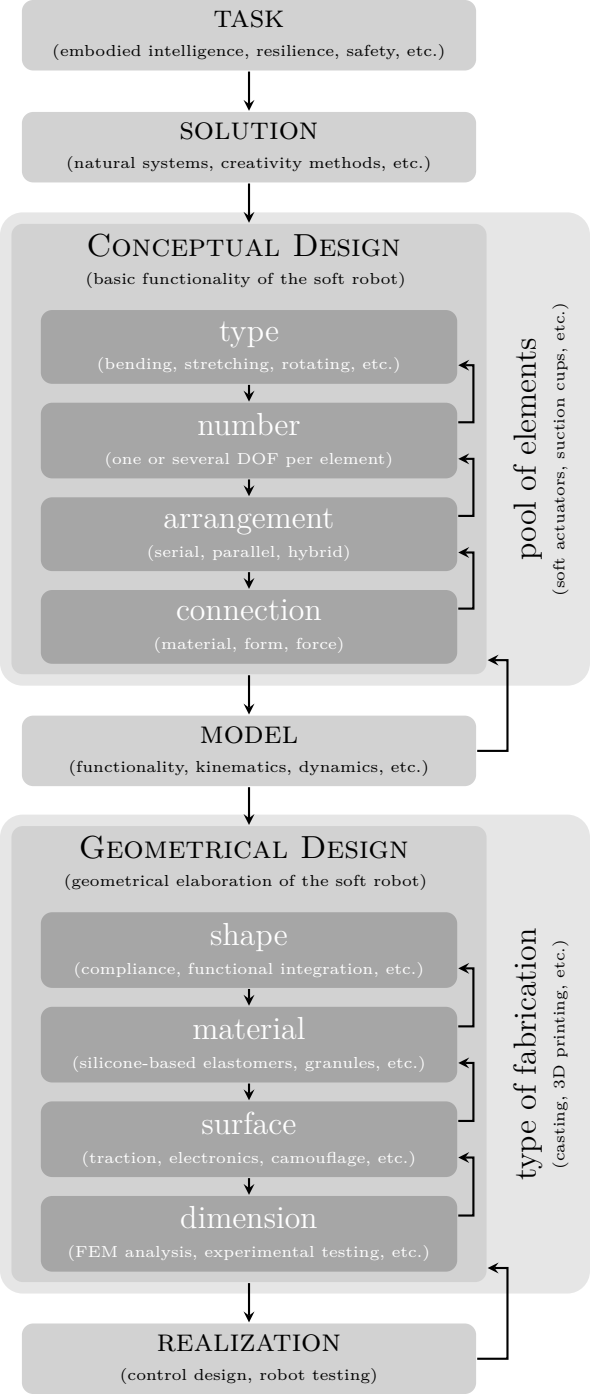 TASK
(embodied intelligence, resilience, safety, etc.)
SOLUTION
(natural systems, creativity methods, etc.)
CONCEPTUAL DESIGN
(basic functionality of the soft robot)
type
(bending, stretching, rotating, etc.)
number
(one or several DOF per element)
arrangement
(serial, parallel, hybrid)
connection
(material, form, force)
pool of elements
(soft actuators, suction cups, etc.)
MODEL
(functionality, kinematics, dynamics, etc.)
GEOMETRICAL DESIGN
(geometrical elaboration of the soft robot)
shape
(compliance, functional integration, etc.)
material
(silicone-based elastomers, granules, etc.)
surface
(traction, electronics, camouflage, etc.)
dimension
(FEM analysis, experimental testing, etc.)
type of fabrication
(casting, 3D printing, etc.)
REALIZATION
(control design, robot testing)